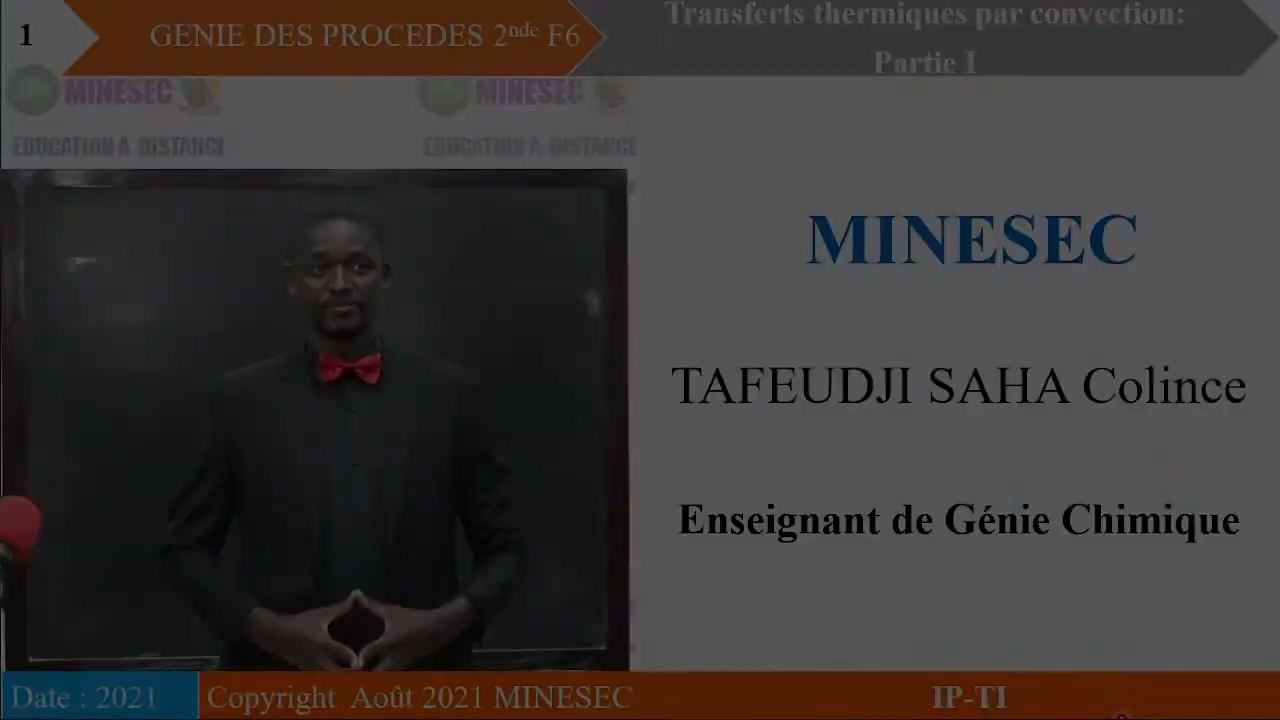 1
GENIE DES PROCEDES 2nde F6
Transferts thermiques par convection:
Partie I
MINESEC MINESEC
EDUCATION A DISTANCE EDUCATION A DISTANCE
MINESEC
TAFEUDJI SAHA Colince
Enseignant de Génie Chimique
Date : 2021
Copyright Août 2021 MINESEC
IP-TI